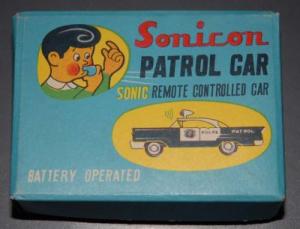 Sonicon
PATROL CAR
SONIC REMOTE CONTROLLED CAR
POLICE PATROL
BATTERY OPERATED